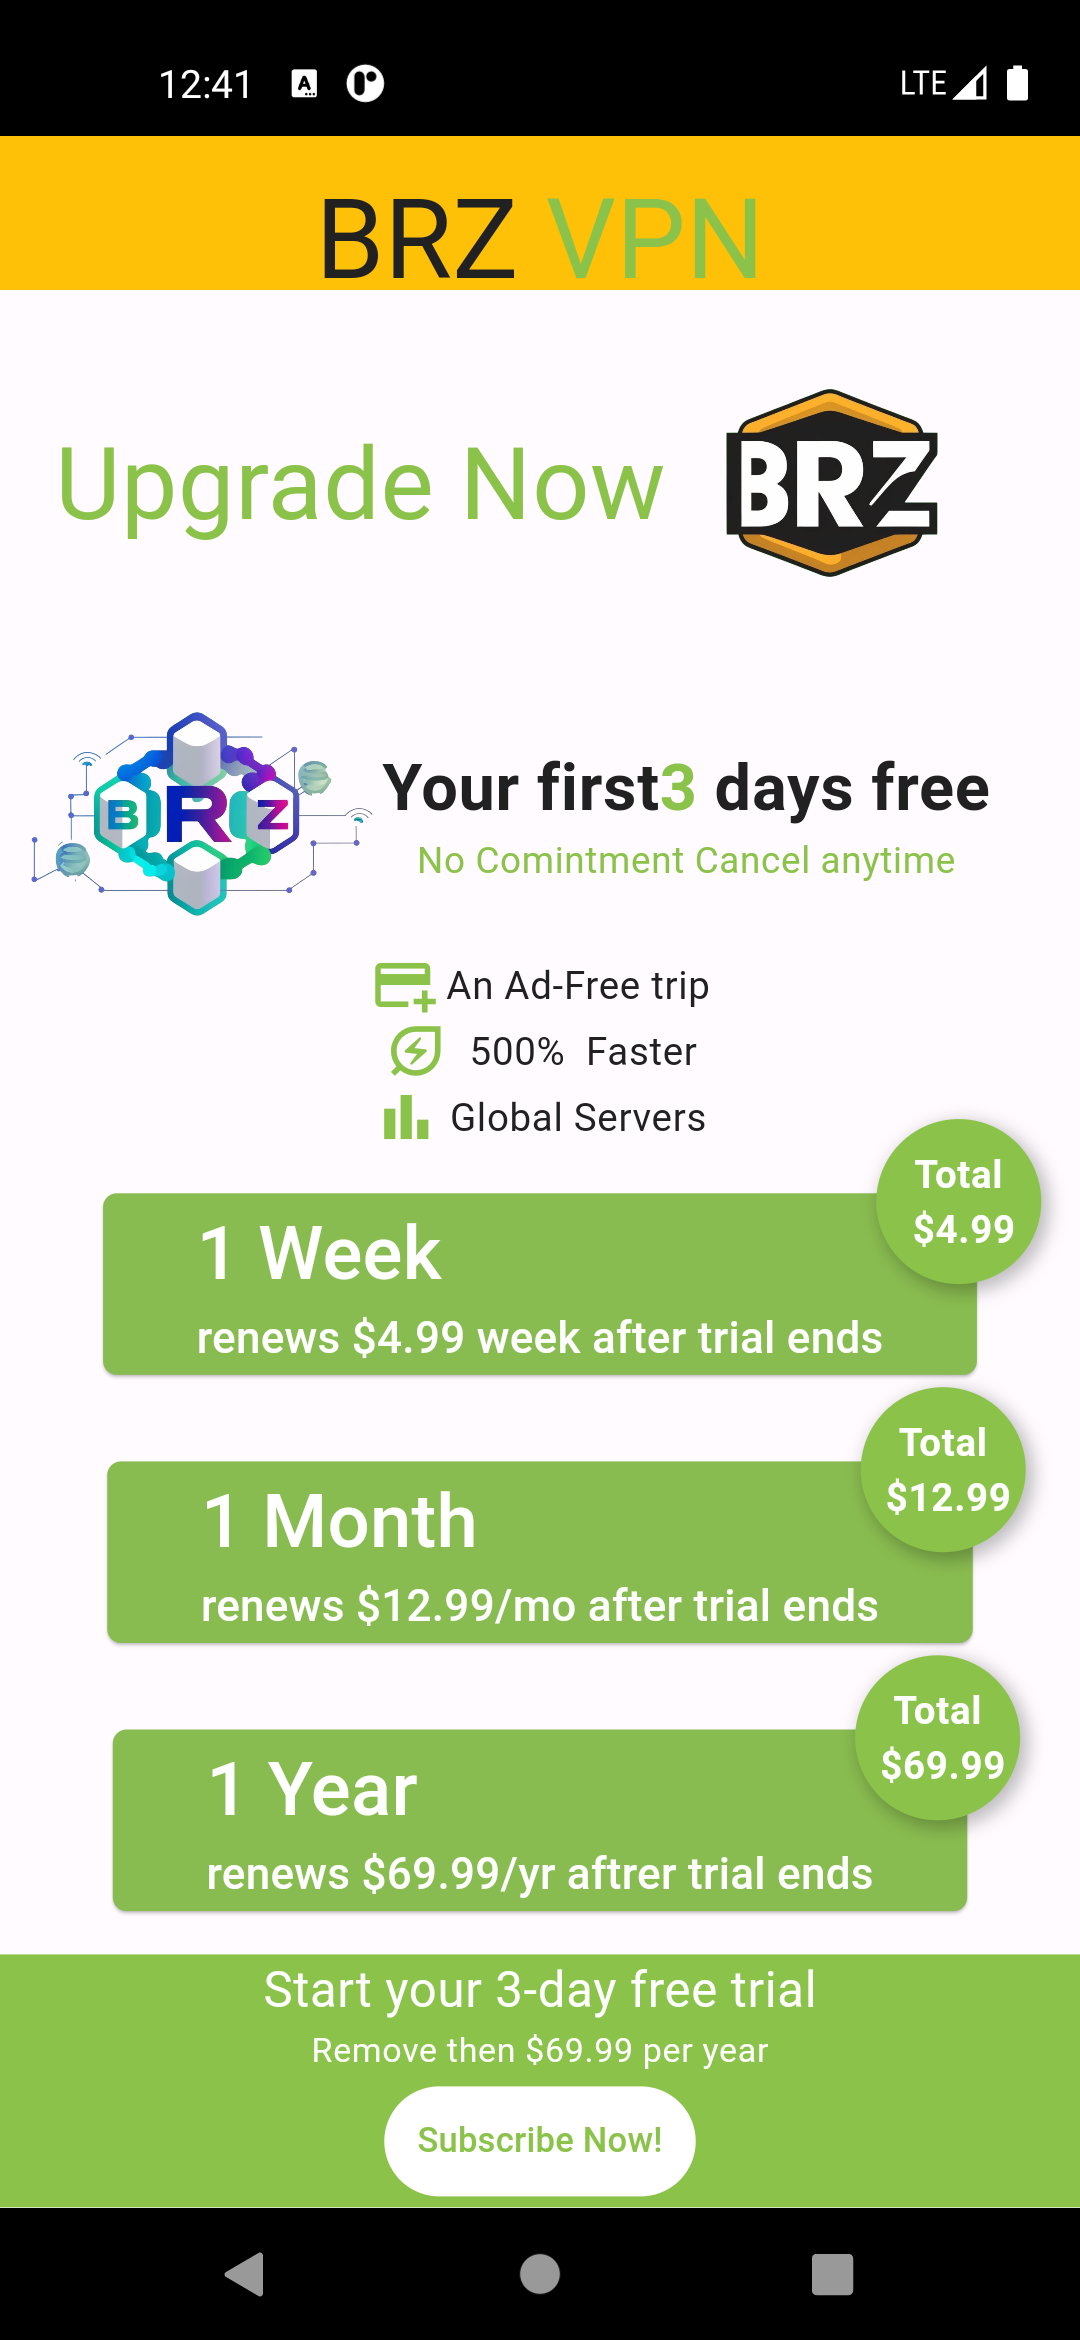 12:41
LTE
BRZ VPN
Upgrade Now
BRZ
BRZ
Your first3 days free
No Comintment Cancel anytime
An Ad-Free trip
500% Faster
Global Servers
Total
$4.99
1 Week
renews $4.99 week after trial ends
Total
$12.99
1 Month
renews $12.99/mo after trial ends
Total
$69.99
1 Year
renews $69.99/yr aftrer trial ends
Start your 3-day free trial
Remove then $69.99 per year
Subscribe Now!